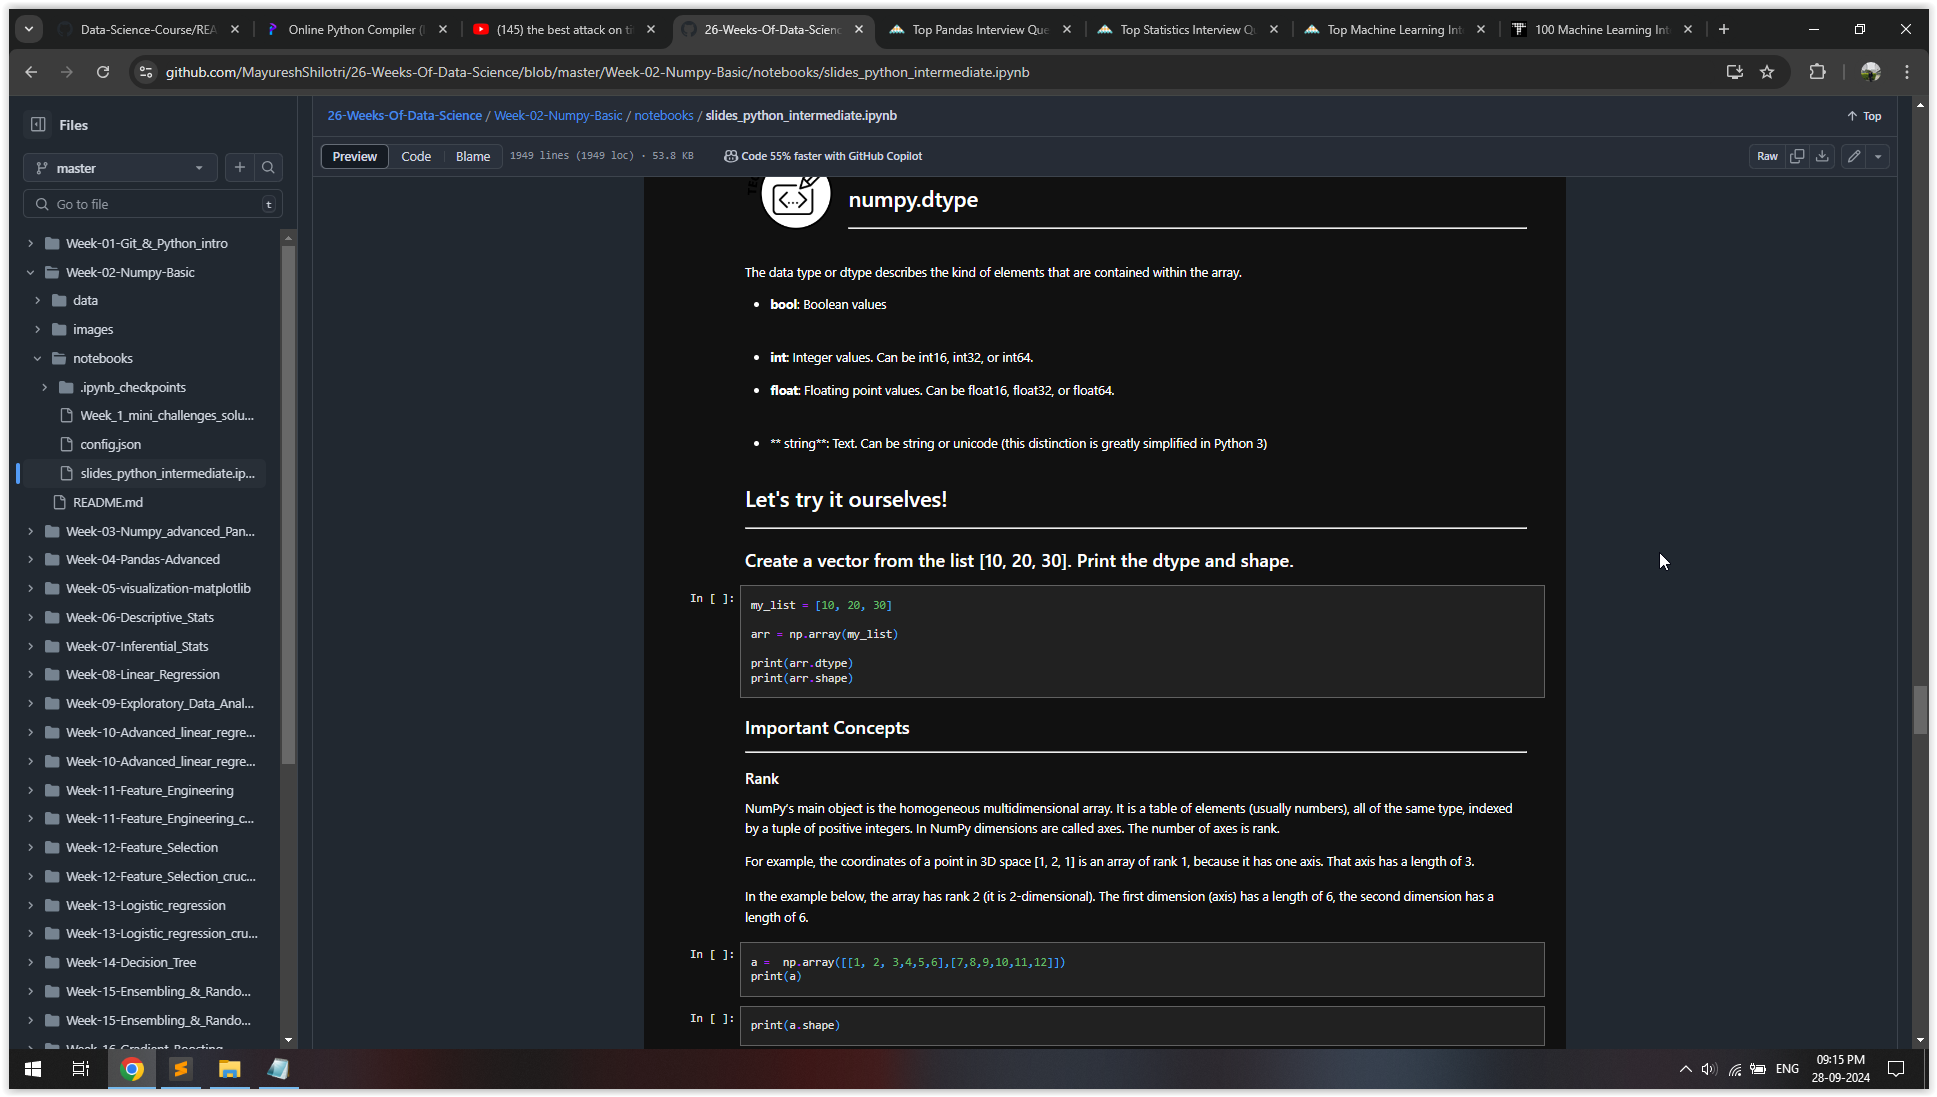 Data-Science-Course/REA
Online Python Compiler (
(145) the best attack on ti
26-Weeks-Of-Data-Scienc
Top Pandas Interview Que
Top Statistics Interview Q
Top Machine Learning Int
100 Machine Learning Int
github.com/MayureshShilotri/26-Weeks-Of-Data-Science/blob/master/Week-02-Numpy-Basic/notebooks/slides_python_intermediate.ipynb
Files
master
Go to file
t
Week-01-Git_&_Python_intro
Week-02-Numpy-Basic
data
images
notebooks
.ipynb_checkpoints
Week_1_mini_challenges_solu...
config.json
slides_python_intermediate.ip...
README.md
Week-03-Numpy_advanced_Pan...
Week-04-Pandas-Advanced
Week-05-visualization-matplotlib
Week-06-Descriptive_Stats
Week-07-Inferential_Stats
Week-08-Linear_Regression
Week-09-Exploratory_Data_Anal...
Week-10-Advanced_linear_regre...
Week-10-Advanced_linear_regre...
Week-11-Feature_Engineering
Week-11-Feature_Engineering_c...
Week-12-Feature_Selection
Week-12-Feature_Selection_cruc...
Week-13-Logistic_regression
Week-13-Logistic_regression_cru...
Week-14-Decision_Tree
Week-15-Ensembling_&_Rando...
Week-15-Ensembling_&_Rando...
Week-16-Gradient_Boosting
26-Weeks-Of-Data-Science / Week-02-Numpy-Basic / notebooks / slides_python_intermediate.ipynb
Top
Preview Code Blame 1949 lines (1949 loc) · 53.8 KB Code 55% faster with GitHub Copilot
Raw
numpy.dtype
The data type or dtype describes the kind of elements that are contained within the array.
• bool: Boolean values
• int: Integer values. Can be int16, int32, or int64.
• float: Floating point values. Can be float16, float32, or float64.
• ** string**: Text. Can be string or unicode (this distinction is greatly simplified in Python 3)
Let's try it ourselves!
Create a vector from the list [10, 20, 30]. Print the dtype and shape.
In [ ]:
my_list = [10, 20, 30]
arr = np.array(my_list)
print(arr.dtype)
print(arr.shape)
Important Concepts
Rank
NumPy's main object is the homogeneous multidimensional array. It is a table of elements (usually numbers), all of the same type, indexed
by a tuple of positive integers. In NumPy dimensions are called axes. The number of axes is rank.
For example, the coordinates of a point in 3D space [1, 2, 1] is an array of rank 1, because it has one axis. That axis has a length of 3.
In the example below, the array has rank 2 (it is 2-dimensional). The first dimension (axis) has a length of 6, the second dimension has a
length of 6.
In [ ]:
a =  np.array([[1, 2, 3,4,5,6],[7,8,9,10,11,12]])
print(a)
In [ ]:
print(a.shape)
ENG
09:15 PM
28-09-2024